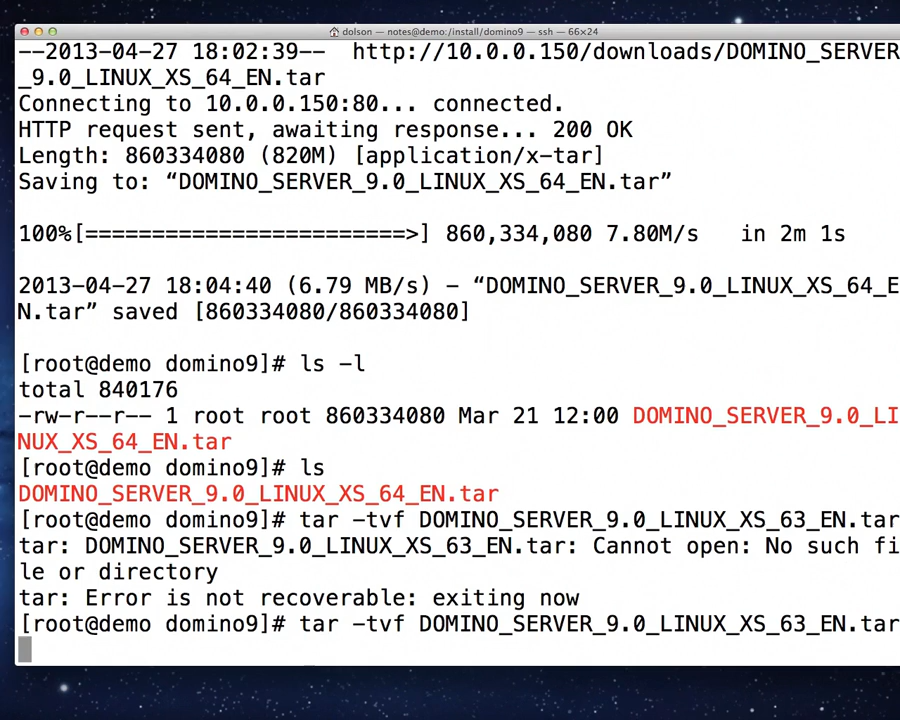 dolson — notes@demo:/install/domino9 — ssh — 66×24
--2013-04-27 18:02:39--  http://10.0.0.150/downloads/DOMINO_SERVER
_9.0_LINUX_XS_64_EN.tar
Connecting to 10.0.0.150:80... connected.
HTTP request sent, awaiting response... 200 OK
Length: 860334080 (820M) [application/x-tar]
Saving to: “DOMINO_SERVER_9.0_LINUX_XS_64_EN.tar”
100%[========================>] 860,334,080 7.80M/s   in 2m 1s
2013-04-27 18:04:40 (6.79 MB/s) - “DOMINO_SERVER_9.0_LINUX_XS_64_E
N.tar” saved [860334080/860334080]
[root@demo domino9]# ls -l
total 840176
-rw-r--r-- 1 root root 860334080 Mar 21 12:00 DOMINO_SERVER_9.0_LI
NUX_XS_64_EN.tar
[root@demo domino9]# ls
DOMINO_SERVER_9.0_LINUX_XS_64_EN.tar
[root@demo domino9]# tar -tvf DOMINO_SERVER_9.0_LINUX_XS_63_EN.tar
tar: DOMINO_SERVER_9.0_LINUX_XS_63_EN.tar: Cannot open: No such fi
le or directory
tar: Error is not recoverable: exiting now
[root@demo domino9]# tar -tvf DOMINO_SERVER_9.0_LINUX_XS_63_EN.tar